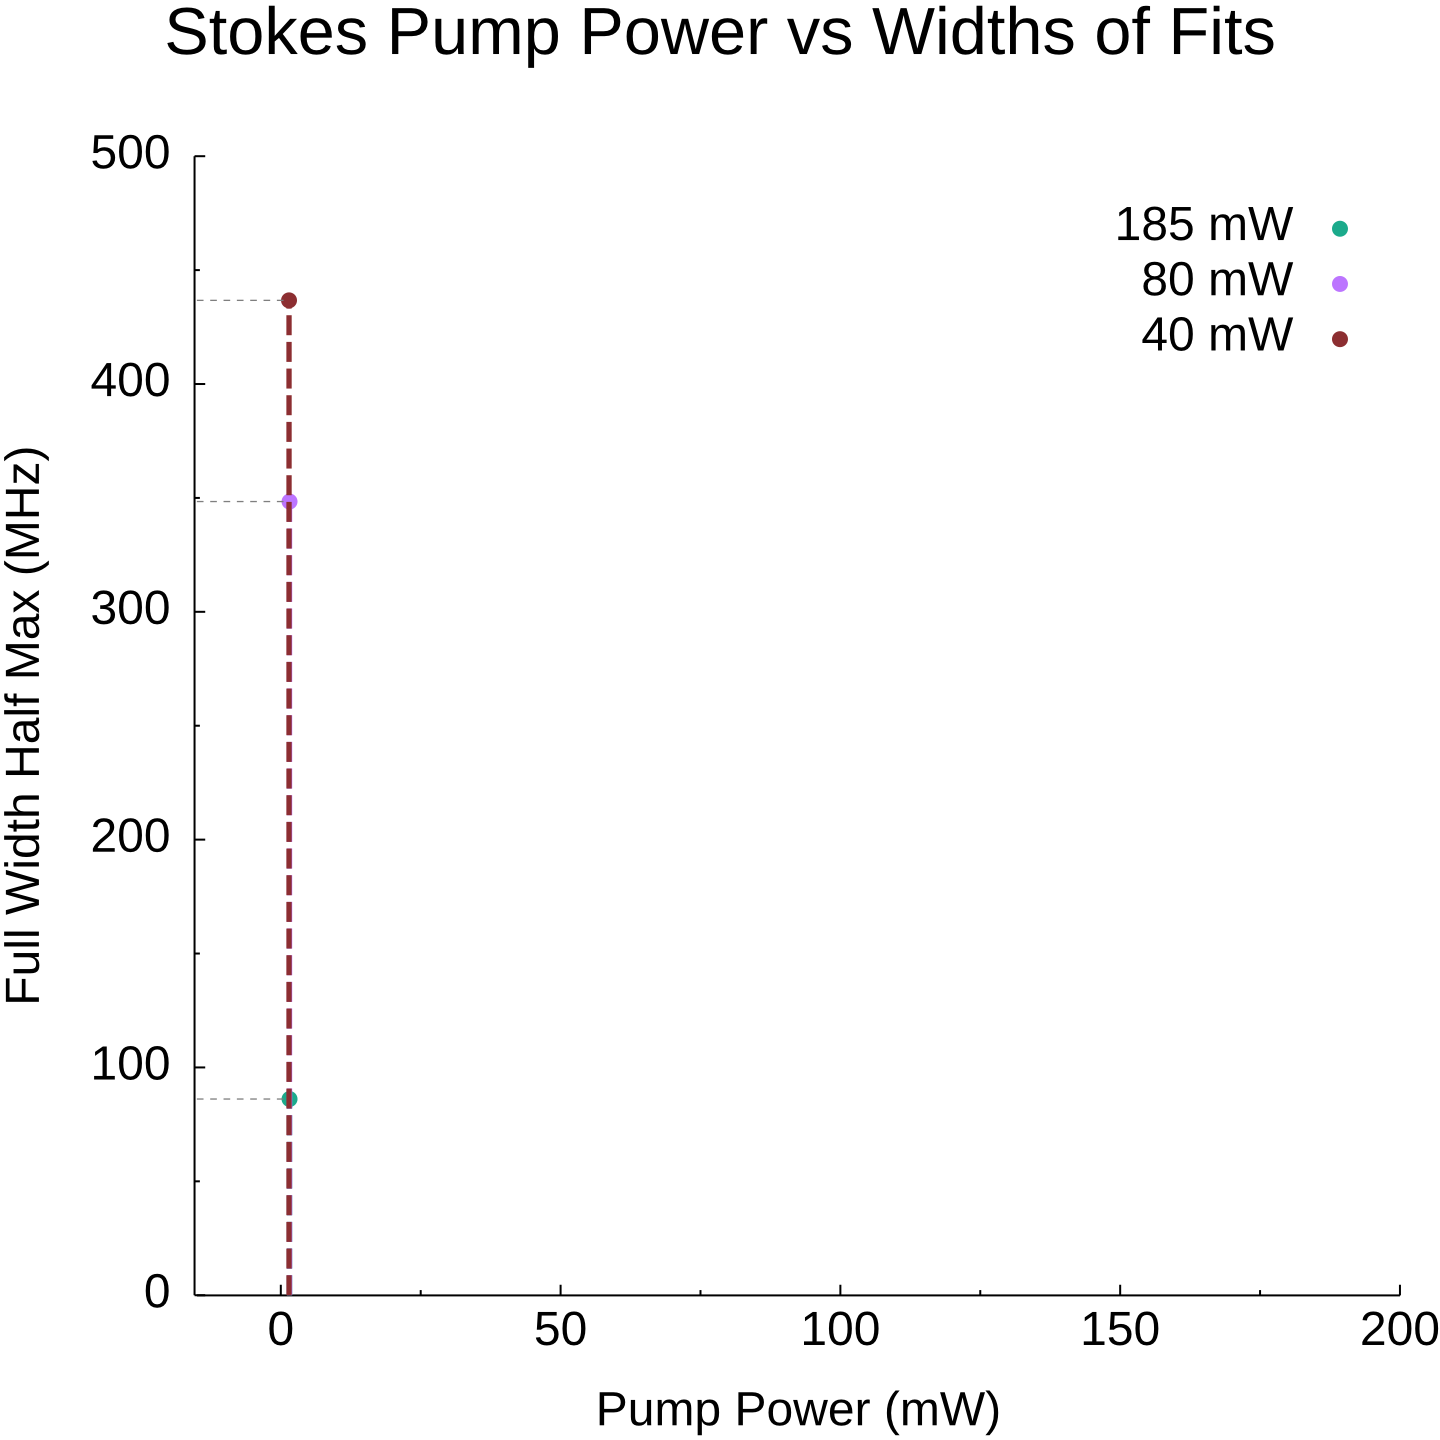 Stokes Pump Power vs Widths of Fits
500
400
300
200
100
0
Full Width Half Max (MHz)
185 mW
80 mW
40 mW
0 50 100 150 200
Pump Power (mW)